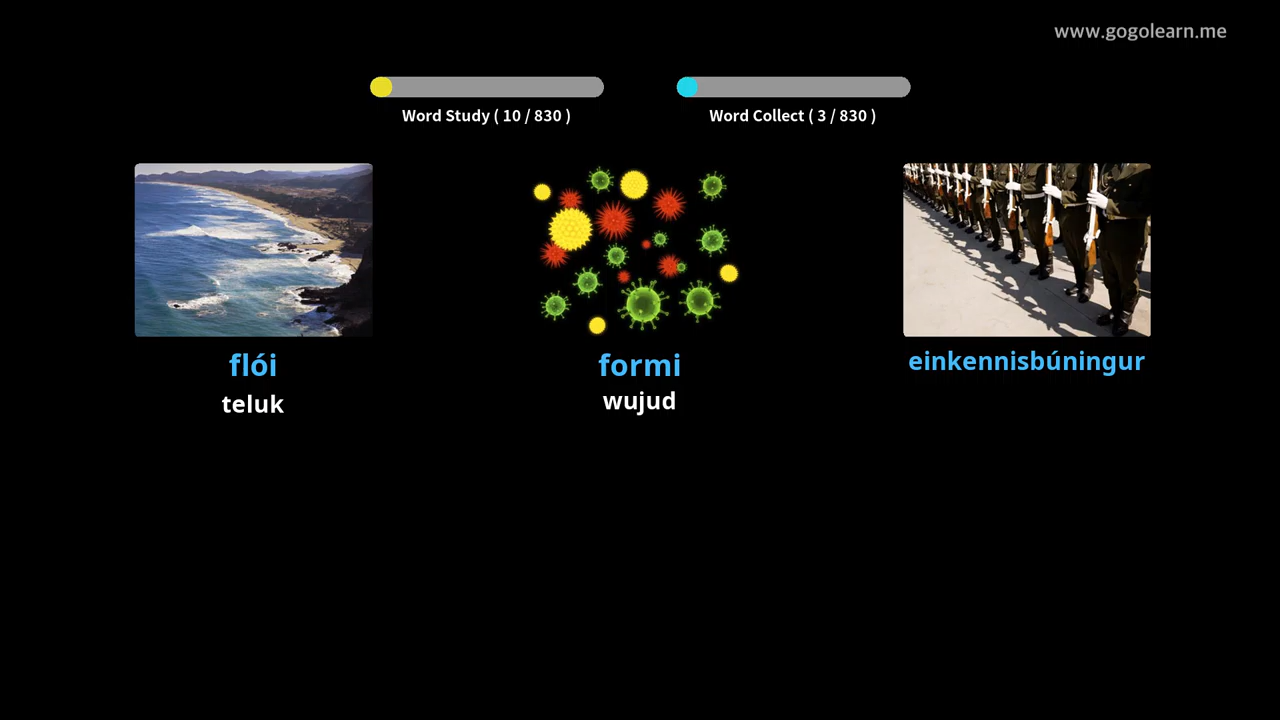 www.gogolearn.me
Word Study ( 10 / 830 )
Word Collect ( 3 / 830 )
flói
formi
einkennisbúningur
teluk
wujud